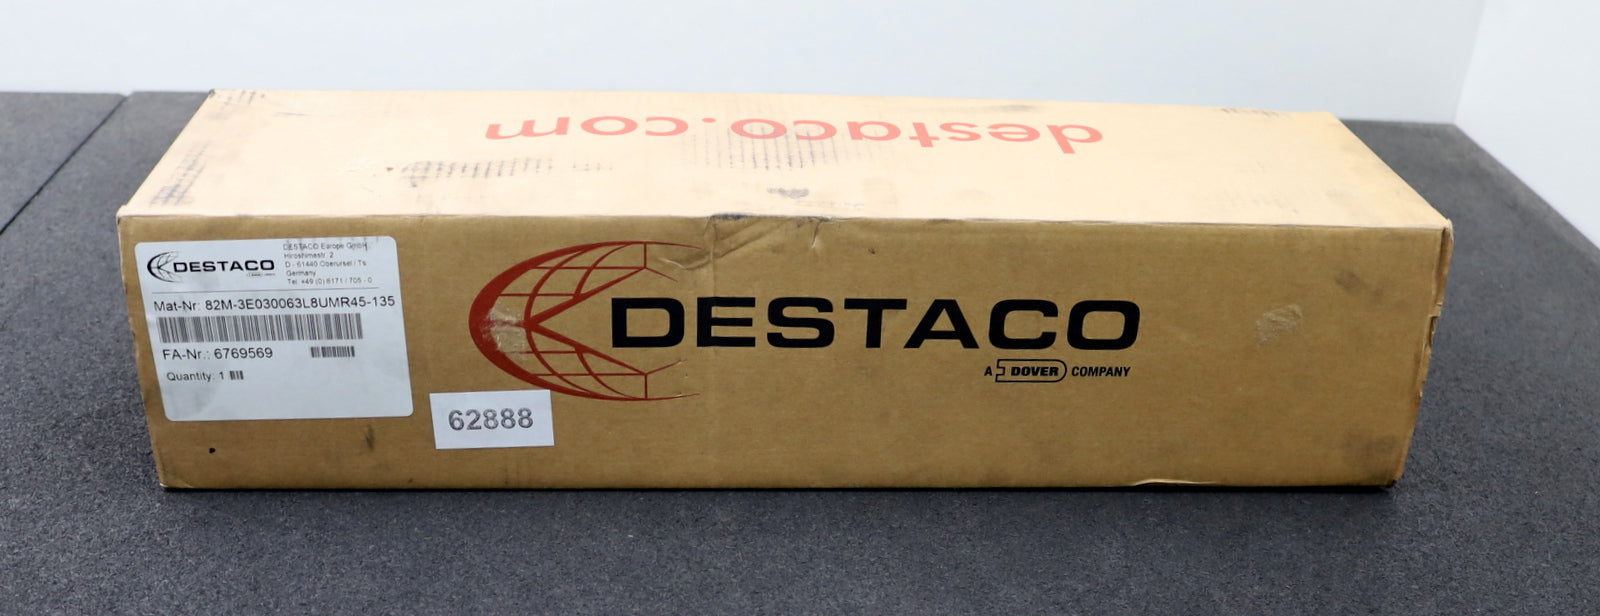 destaco.com
DESTACO
DESTACO Europe GmbH
Hiroshimastr. 2
D - 61440 Oberursel / Ts.
Germany
Tel. +49 (0) 6171 / 705 - 0
Mat-Nr: 82M-3E030063L8UMR45-135
FA-Nr.: 6769569
Quantity: 1
DESTACO
A DOVER COMPANY
62888